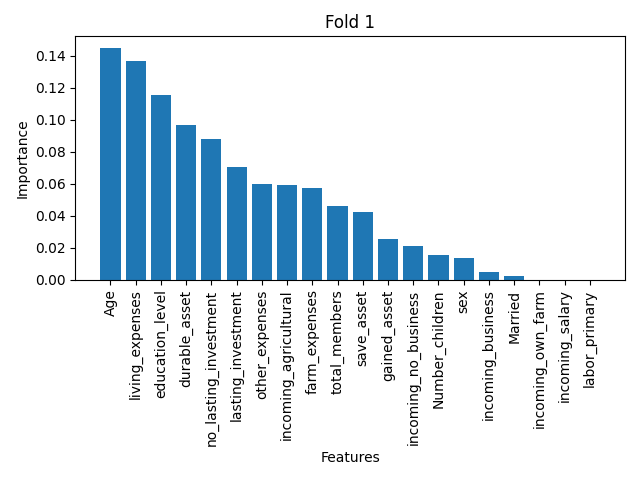 Fold 1
Importance
0.14
0.12
0.10
0.08
0.06
0.04
0.02
0.00
Age
living_expenses
education_level
durable_asset
no_lasting_investment
lasting_investment
other_expenses
incoming_agricultural
farm_expenses
total_members
save_asset
gained_asset
incoming_no_business
Number_children
sex
incoming_business
Married
incoming_own_farm
incoming_salary
labor_primary
Features